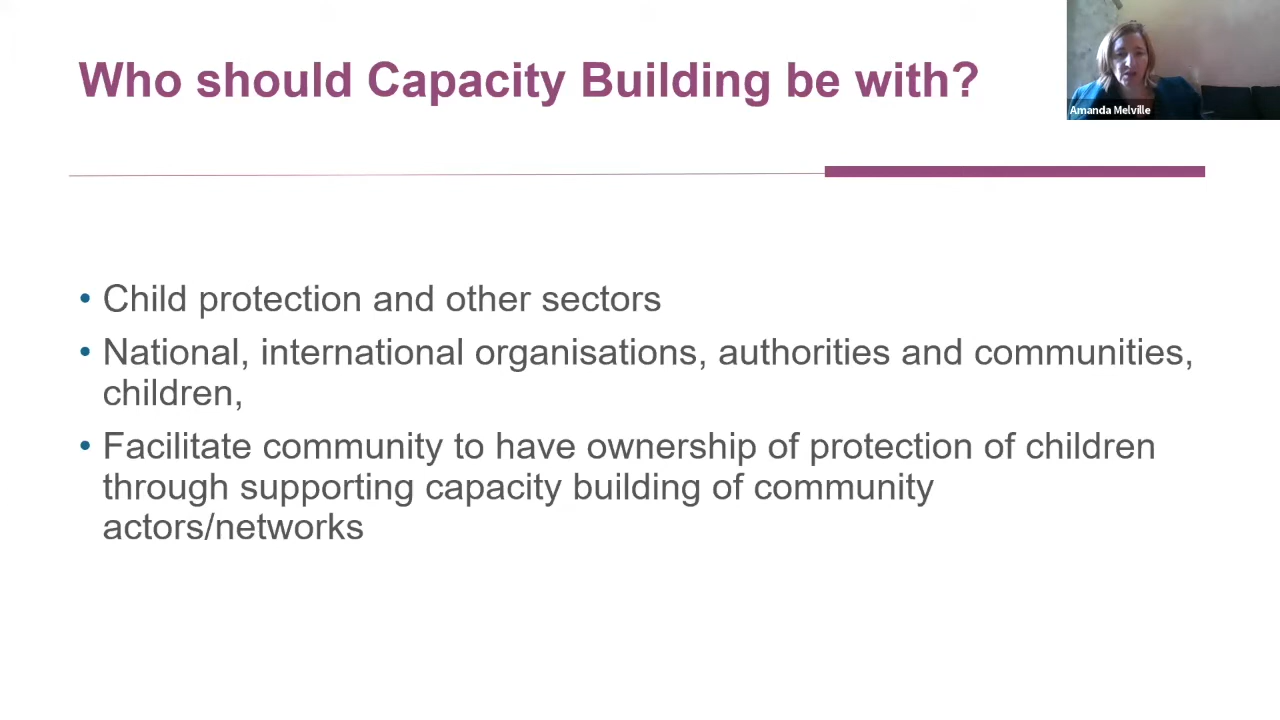 Who should Capacity Building be with?
Amanda Melville
• Child protection and other sectors
• National, international organisations, authorities and communities,
children,
• Facilitate community to have ownership of protection of children
through supporting capacity building of community
actors/networks